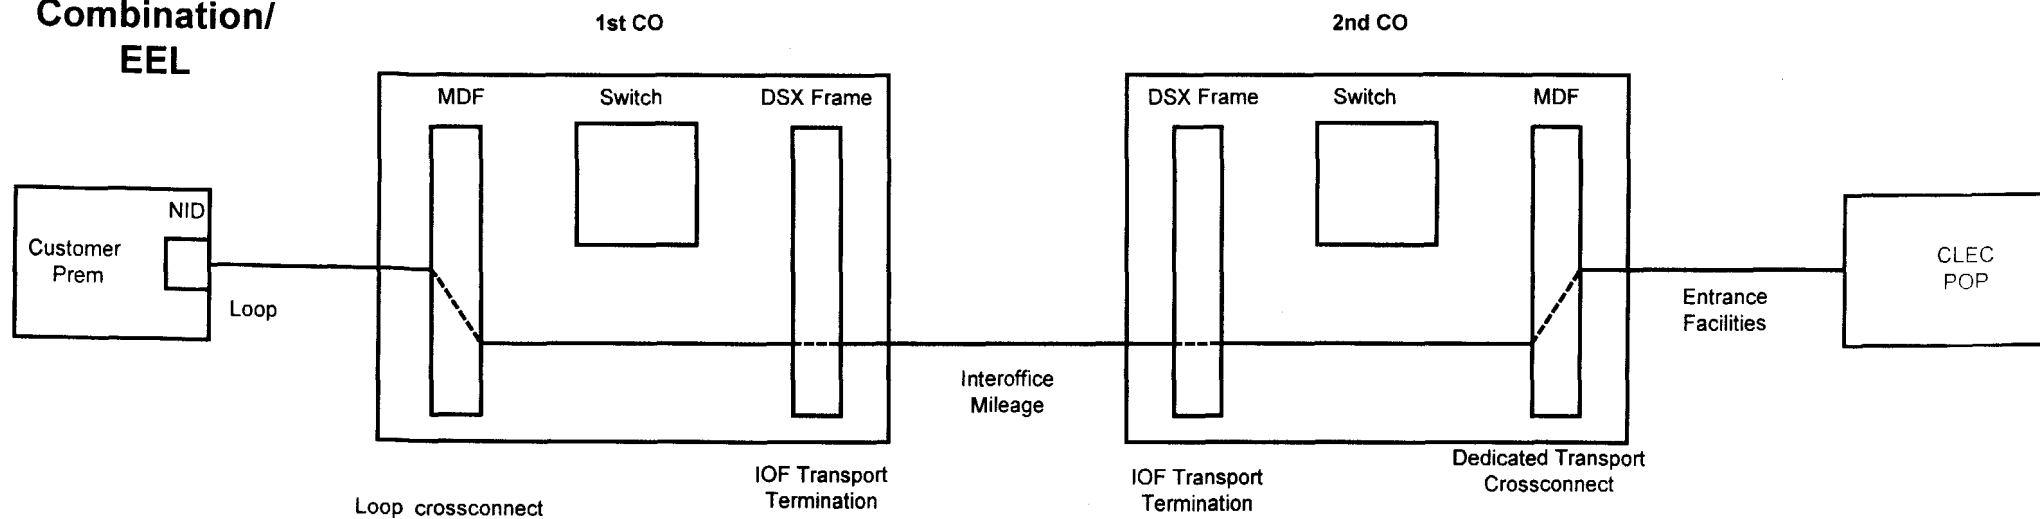 Combination/
EEL
1st CO
2nd CO
MDF
Switch
DSX Frame
DSX Frame
Switch
MDF
NID
Customer
Prem
Loop
CLEC
POP
Entrance
Facilities
Interoffice
Mileage
Loop crossconnect
IOF Transport
Termination
IOF Transport
Termination
Dedicated Transport
Crossconnect